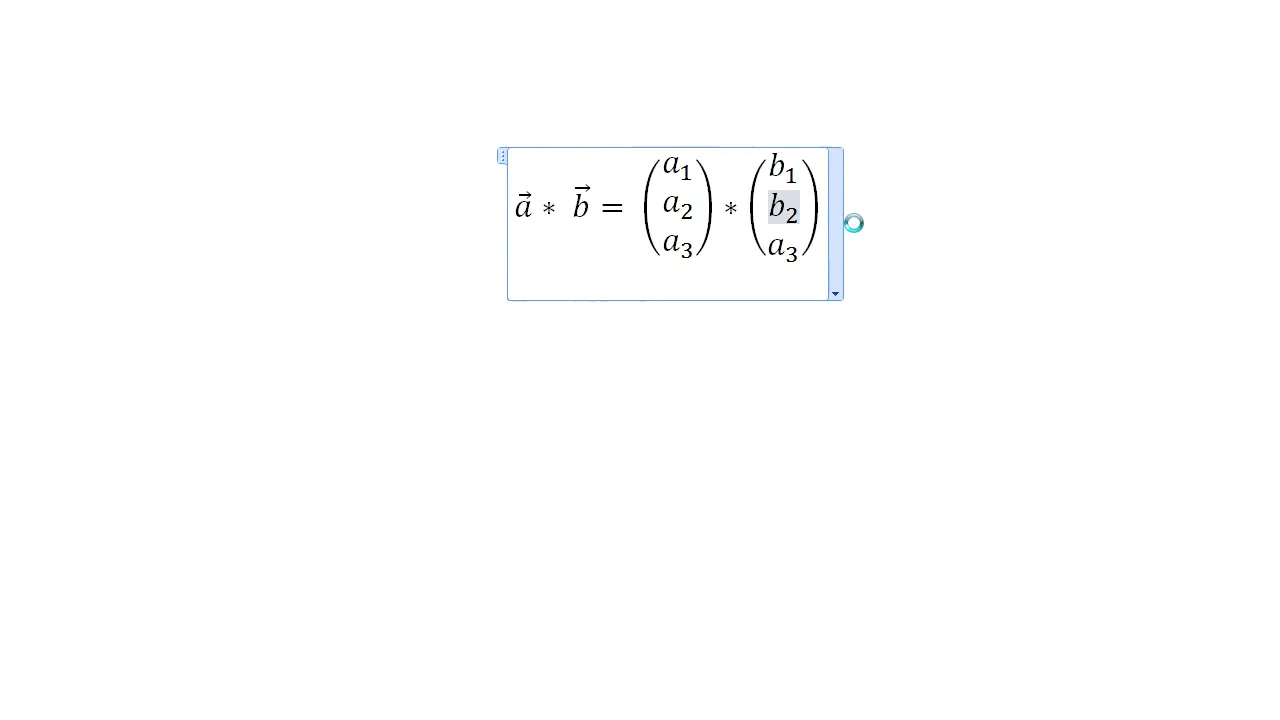 a⃗ ∗ b⃗ = (a₁ a₂ a₃) ∗ (b₁ b₂ a₃)